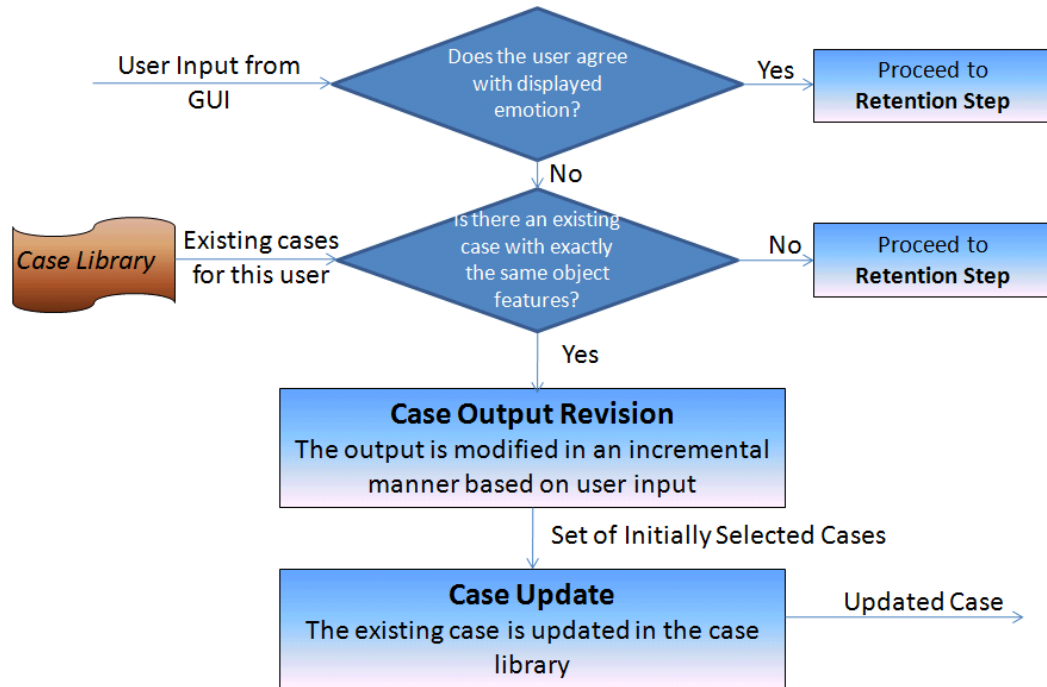 User Input from
GUI
Does the user agree
with displayed
emotion?
Yes
Proceed to
Retention Step
No
Case Library
Existing cases
for this user
Is there an existing
case with exactly
the same object
features?
No
Proceed to
Retention Step
Yes
Case Output Revision
The output is modified in an incremental
manner based on user input
Set of Initially Selected Cases
Case Update
The existing case is updated in the case
library
Updated Case